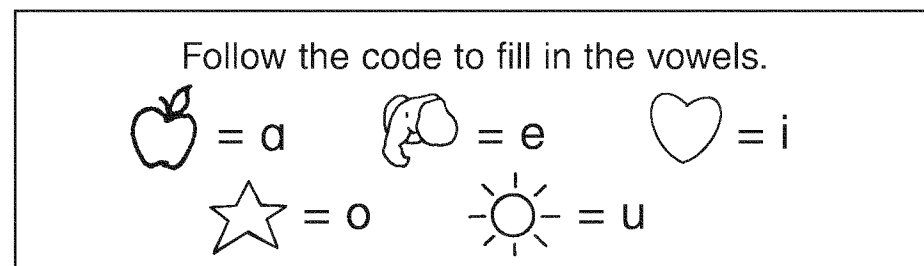 Follow the code to fill in the vowels.
= a = e = i
= o = u